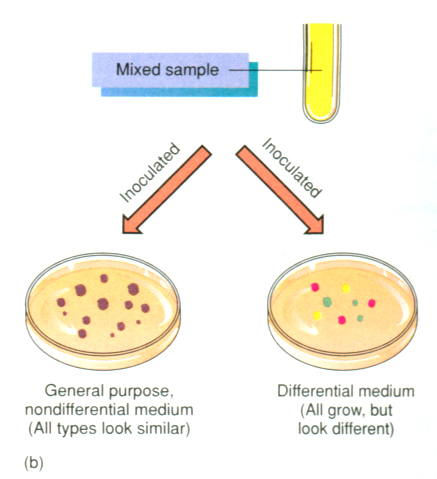 Mixed sample
Inoculated
Inoculated
General purpose,
nondifferential medium
(All types look similar)
Differential medium
(All grow, but
look different)
(b)